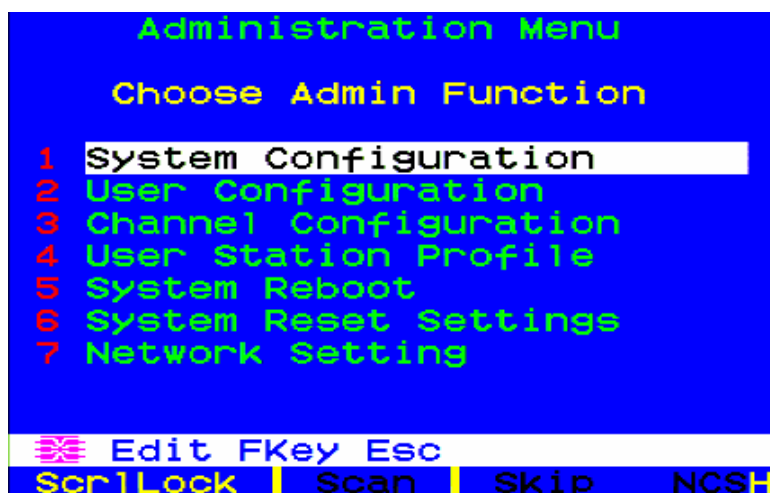 Administration Menu
Choose Admin Function
1 System Configuration
2 User Configuration
3 Channel Configuration
4 User Station Profile
5 System Reboot
6 System Reset Settings
7 Network Setting
Edit FKey Esc
ScrlLock Scan Skip NCSH